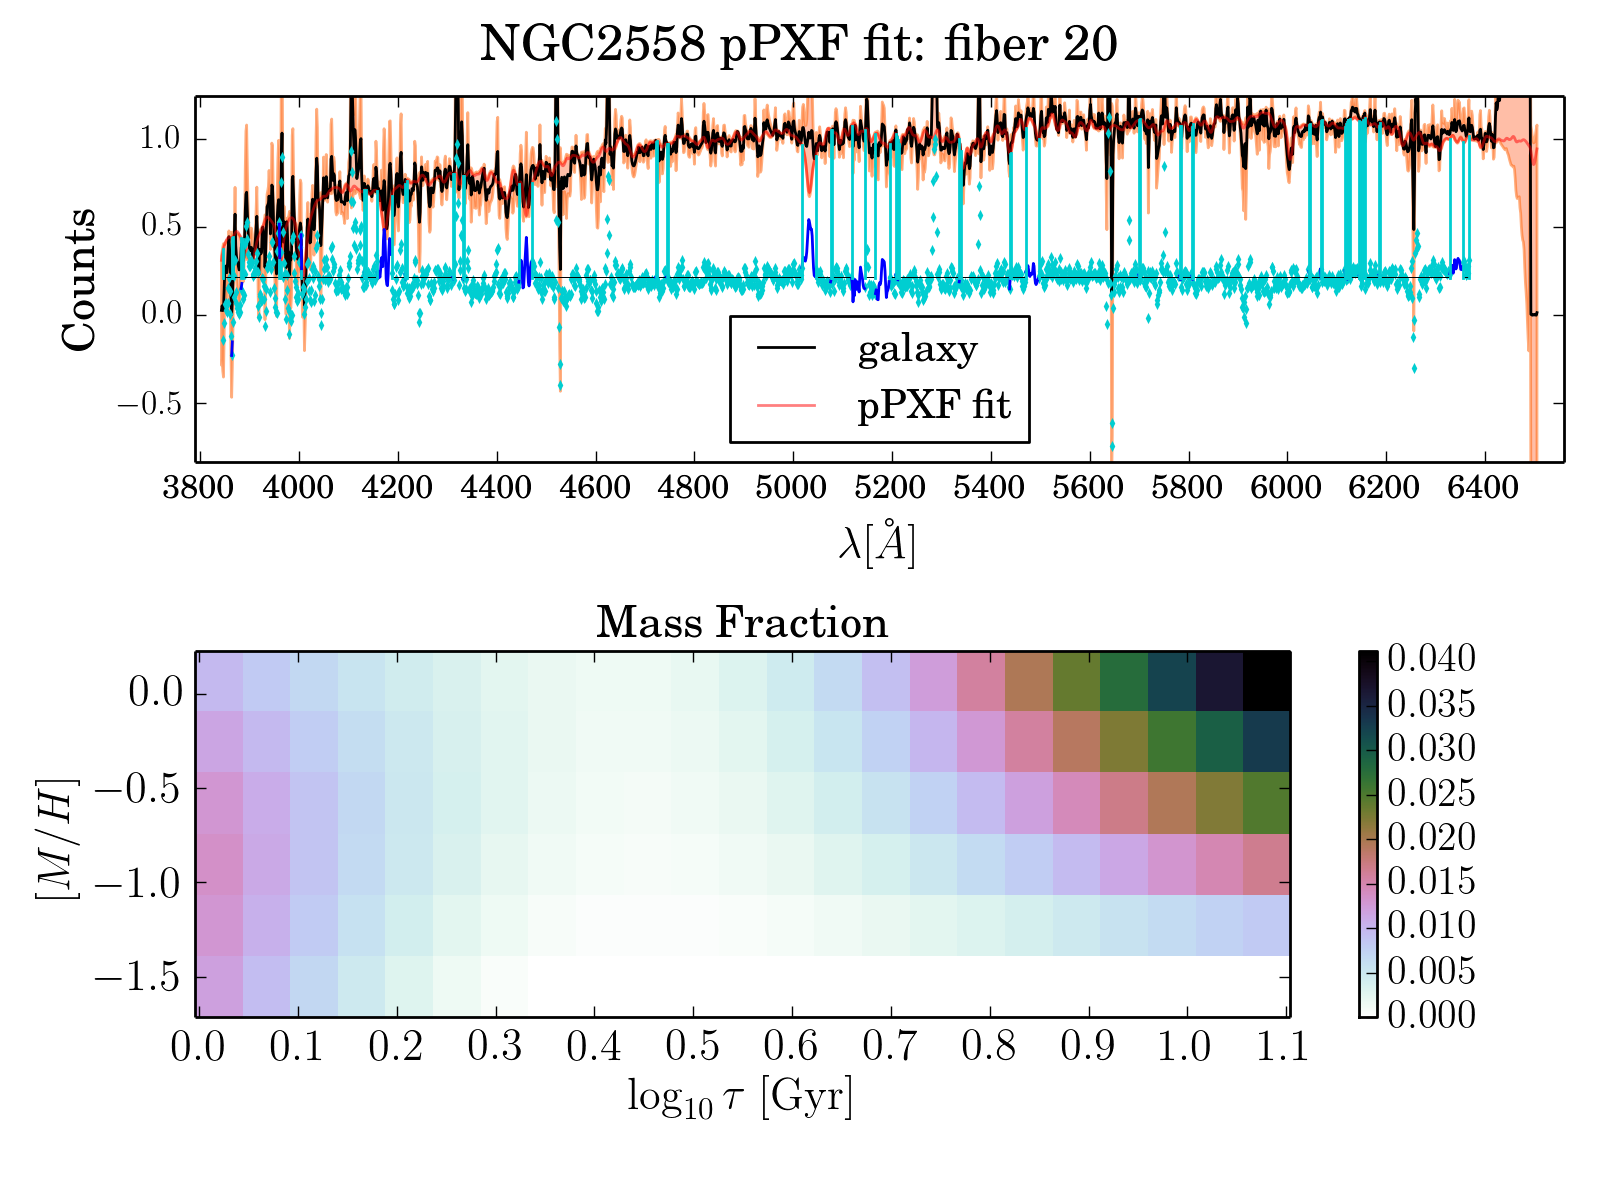 NGC2558 pPXF fit: fiber 20
Counts
1.0
0.5
0.0
−0.5
galaxy
pPXF fit
3800 4000 4200 4400 4600 4800 5000 5200 5400 5600 5800 6000 6200 6400
λ[Å]
Mass Fraction
[M/H]
0.0
−0.5
−1.0
−1.5
0.0 0.1 0.2 0.3 0.4 0.5 0.6 0.7 0.8 0.9 1.0 1.1
log₁₀ τ [Gyr]
0.040
0.035
0.030
0.025
0.020
0.015
0.010
0.005
0.000